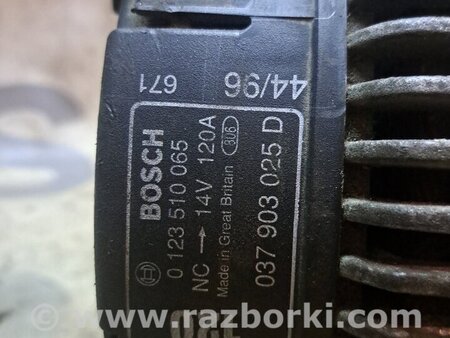 671 44/96
BOSCH
0 123 510 065
NC → 14V 120A
Made in Great Britain
037 903 025 D
www.razborki.com